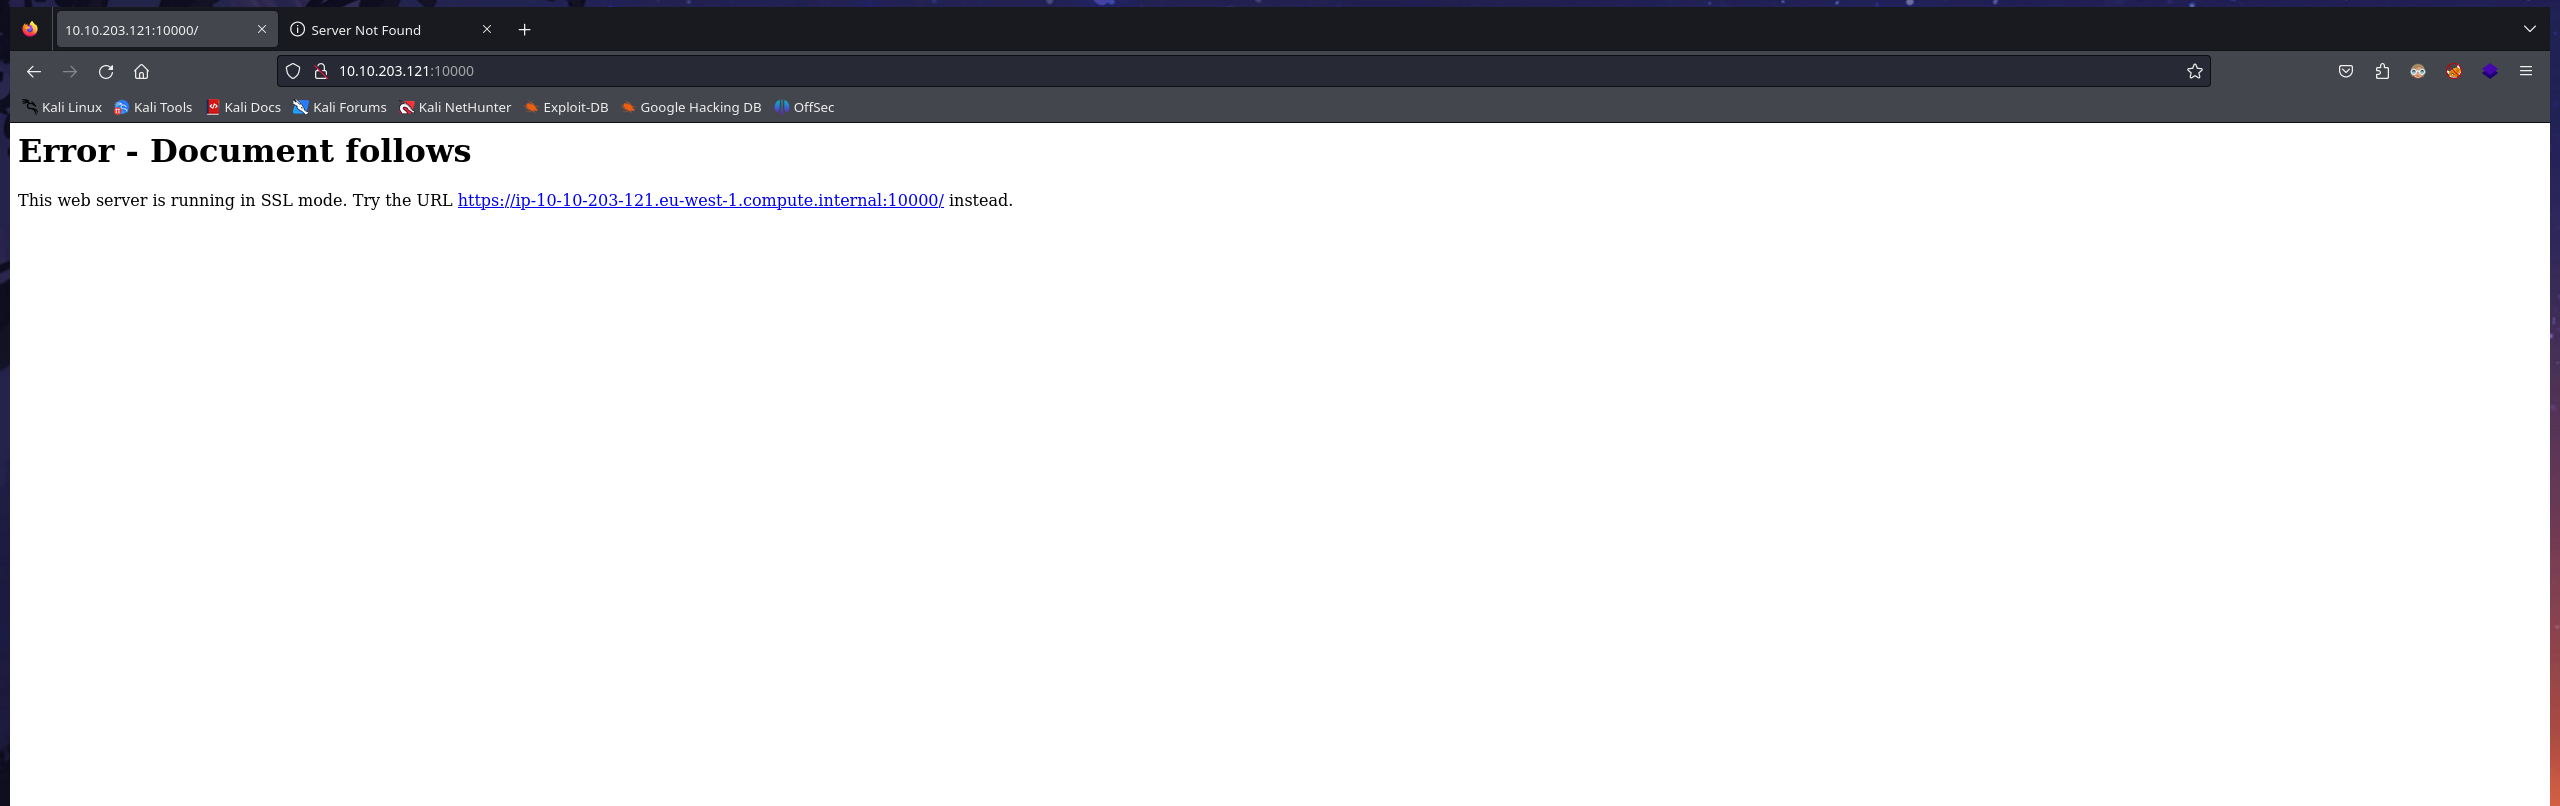 10.10.203.121:10000/
Server Not Found
10.10.203.121:10000
Kali Linux Kali Tools Kali Docs Kali Forums Kali NetHunter Exploit-DB Google Hacking DB OffSec
Error - Document follows
This web server is running in SSL mode. Try the URL https://ip-10-10-203-121.eu-west-1.compute.internal:10000/ instead.